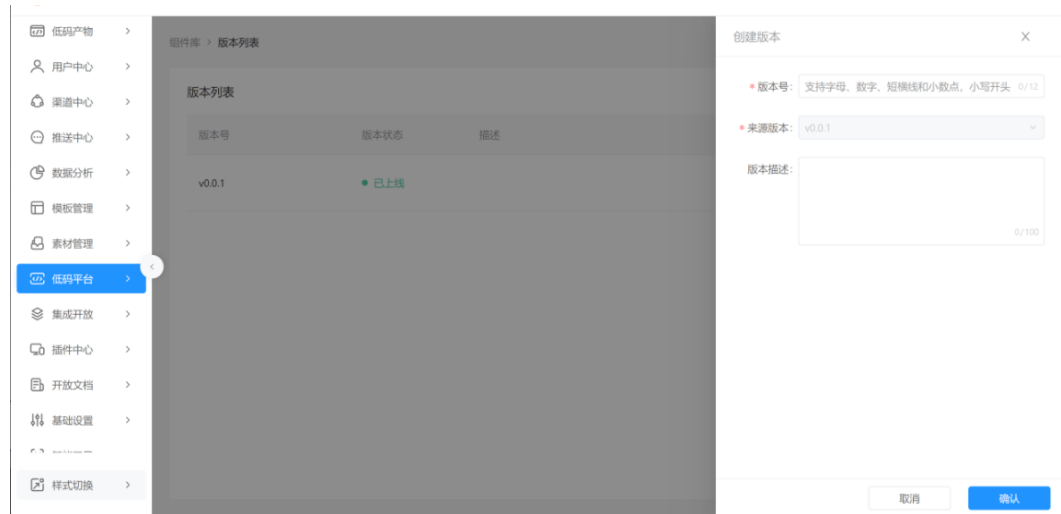 低码产物
用户中心
渠道中心
推送中心
数据分析
模板管理
素材管理
低码平台
集成开放
插件中心
开放文档
基础设置
样式切换
组件库 > 版本列表
版本列表
版本号 版本状态 描述
v0.0.1 已上线
创建版本
* 版本号: 支持字母、数字、短横线和小数点，小写开头 0/12
* 来源版本: v0.0.1
版本描述:
0/100
取消 确认